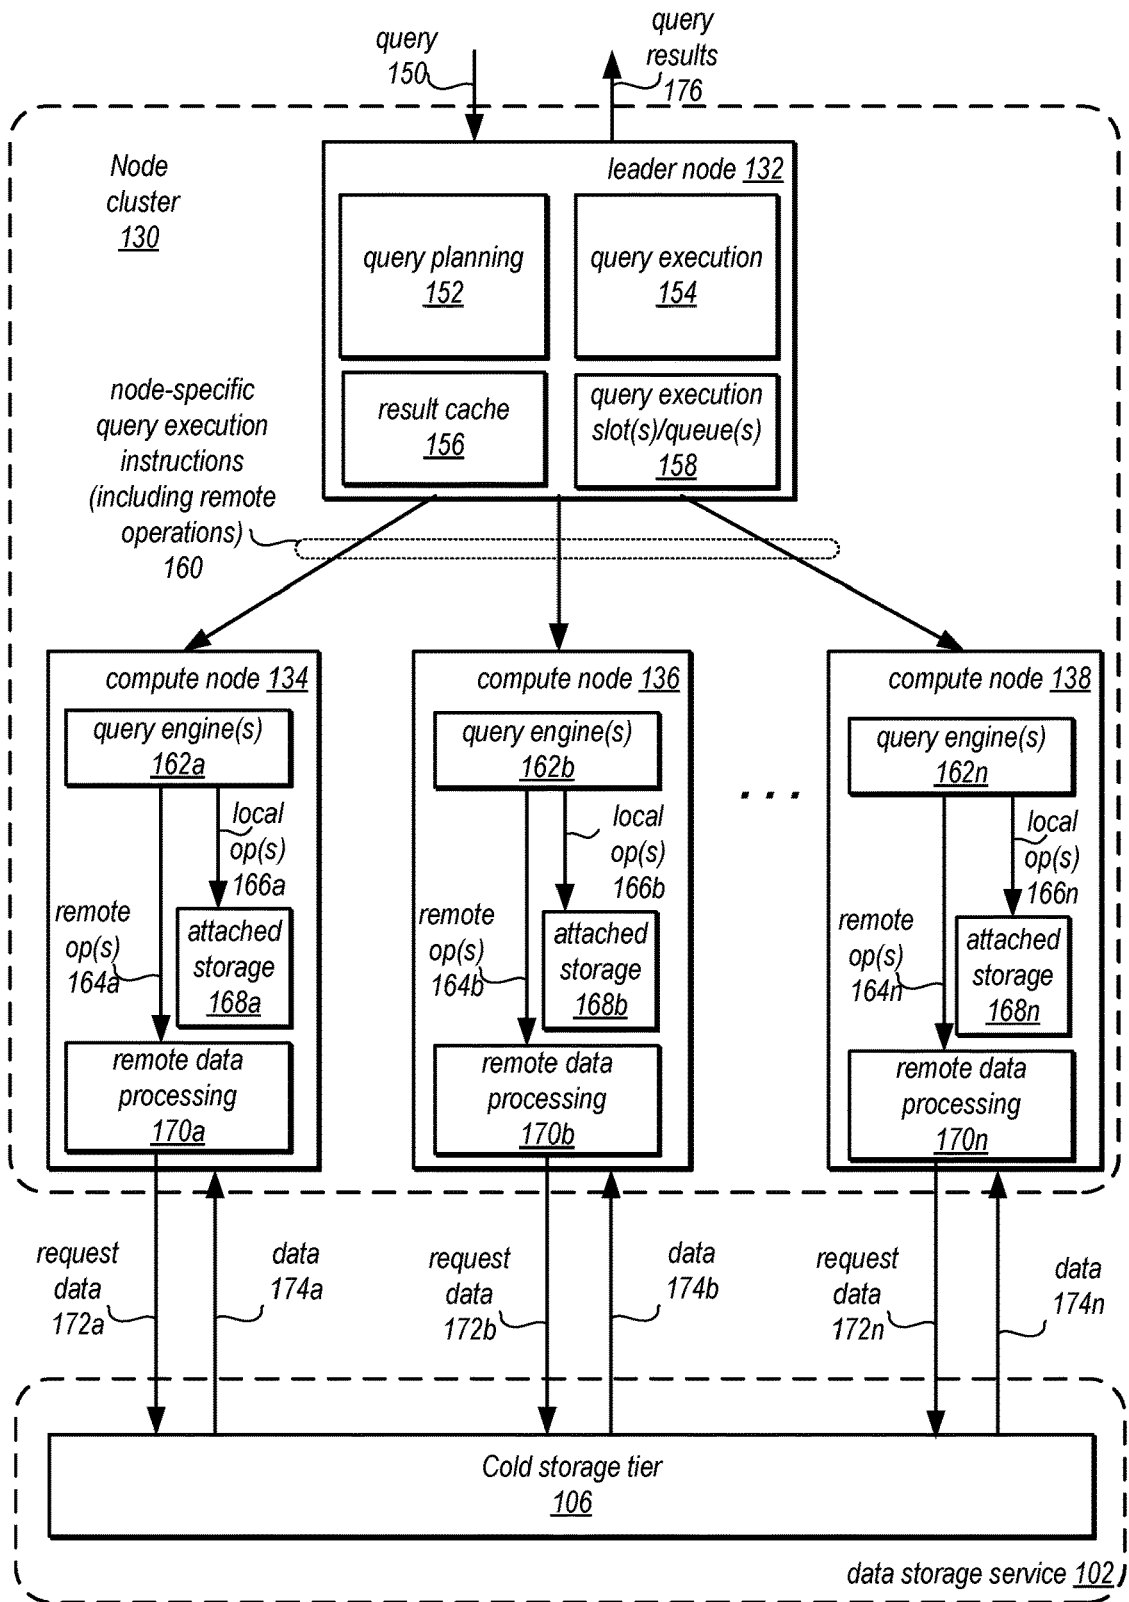 query
150
query
results
176
Node
cluster
130
leader node 132
query planning
152
query execution
154
result cache
156
query execution
slot(s)/queue(s)
158
node-specific
query execution
instructions
(including remote
operations)
160
compute node 134
query engine(s)
162a
local
op(s)
166a
remote
op(s)
164a
attached
storage
168a
remote data
processing
170a
compute node 136
query engine(s)
162b
local
op(s)
166b
remote
op(s)
164b
attached
storage
168b
remote data
processing
170b
. . .
compute node 138
query engine(s)
162n
local
op(s)
166n
remote
op(s)
164n
attached
storage
168n
remote data
processing
170n
request
data
172a
data
174a
request
data
172b
data
174b
request
data
172n
data
174n
Cold storage tier
106
data storage service 102